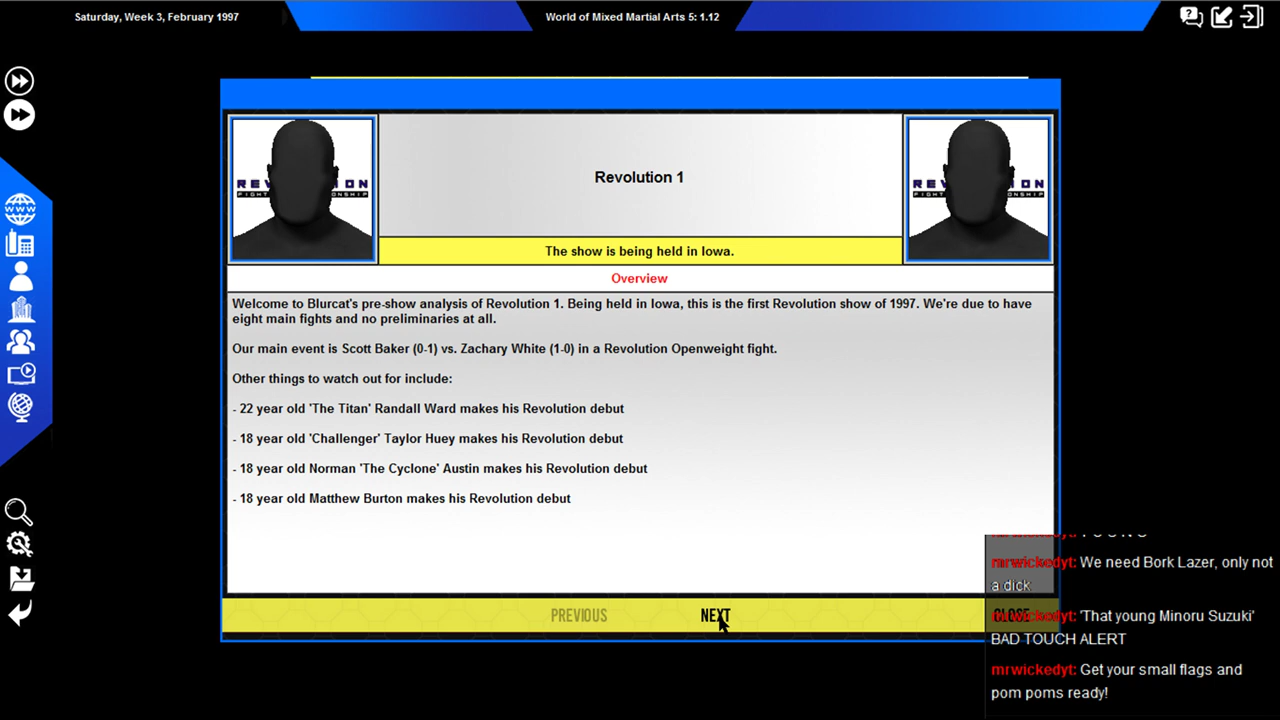 Saturday, Week 3, February 1997
World of Mixed Martial Arts 5: 1.12
Revolution 1
The show is being held in Iowa.
Overview
Welcome to Blurcat's pre-show analysis of Revolution 1. Being held in Iowa, this is the first Revolution show of 1997. We're due to have
eight main fights and no preliminaries at all.
Our main event is Scott Baker (0-1) vs. Zachary White (1-0) in a Revolution Openweight fight.
Other things to watch out for include:
- 22 year old 'The Titan' Randall Ward makes his Revolution debut
- 18 year old 'Challenger' Taylor Huey makes his Revolution debut
- 18 year old Norman 'The Cyclone' Austin makes his Revolution debut
- 18 year old Matthew Burton makes his Revolution debut
PREVIOUS
NEXT
CLOSE
mrwickedyt: We need Bork Lazer, only not
a dick
mrwickedyt: 'That young Minoru Suzuki'
BAD TOUCH ALERT
mrwickedyt: Get your small flags and
pom poms ready!
WWW